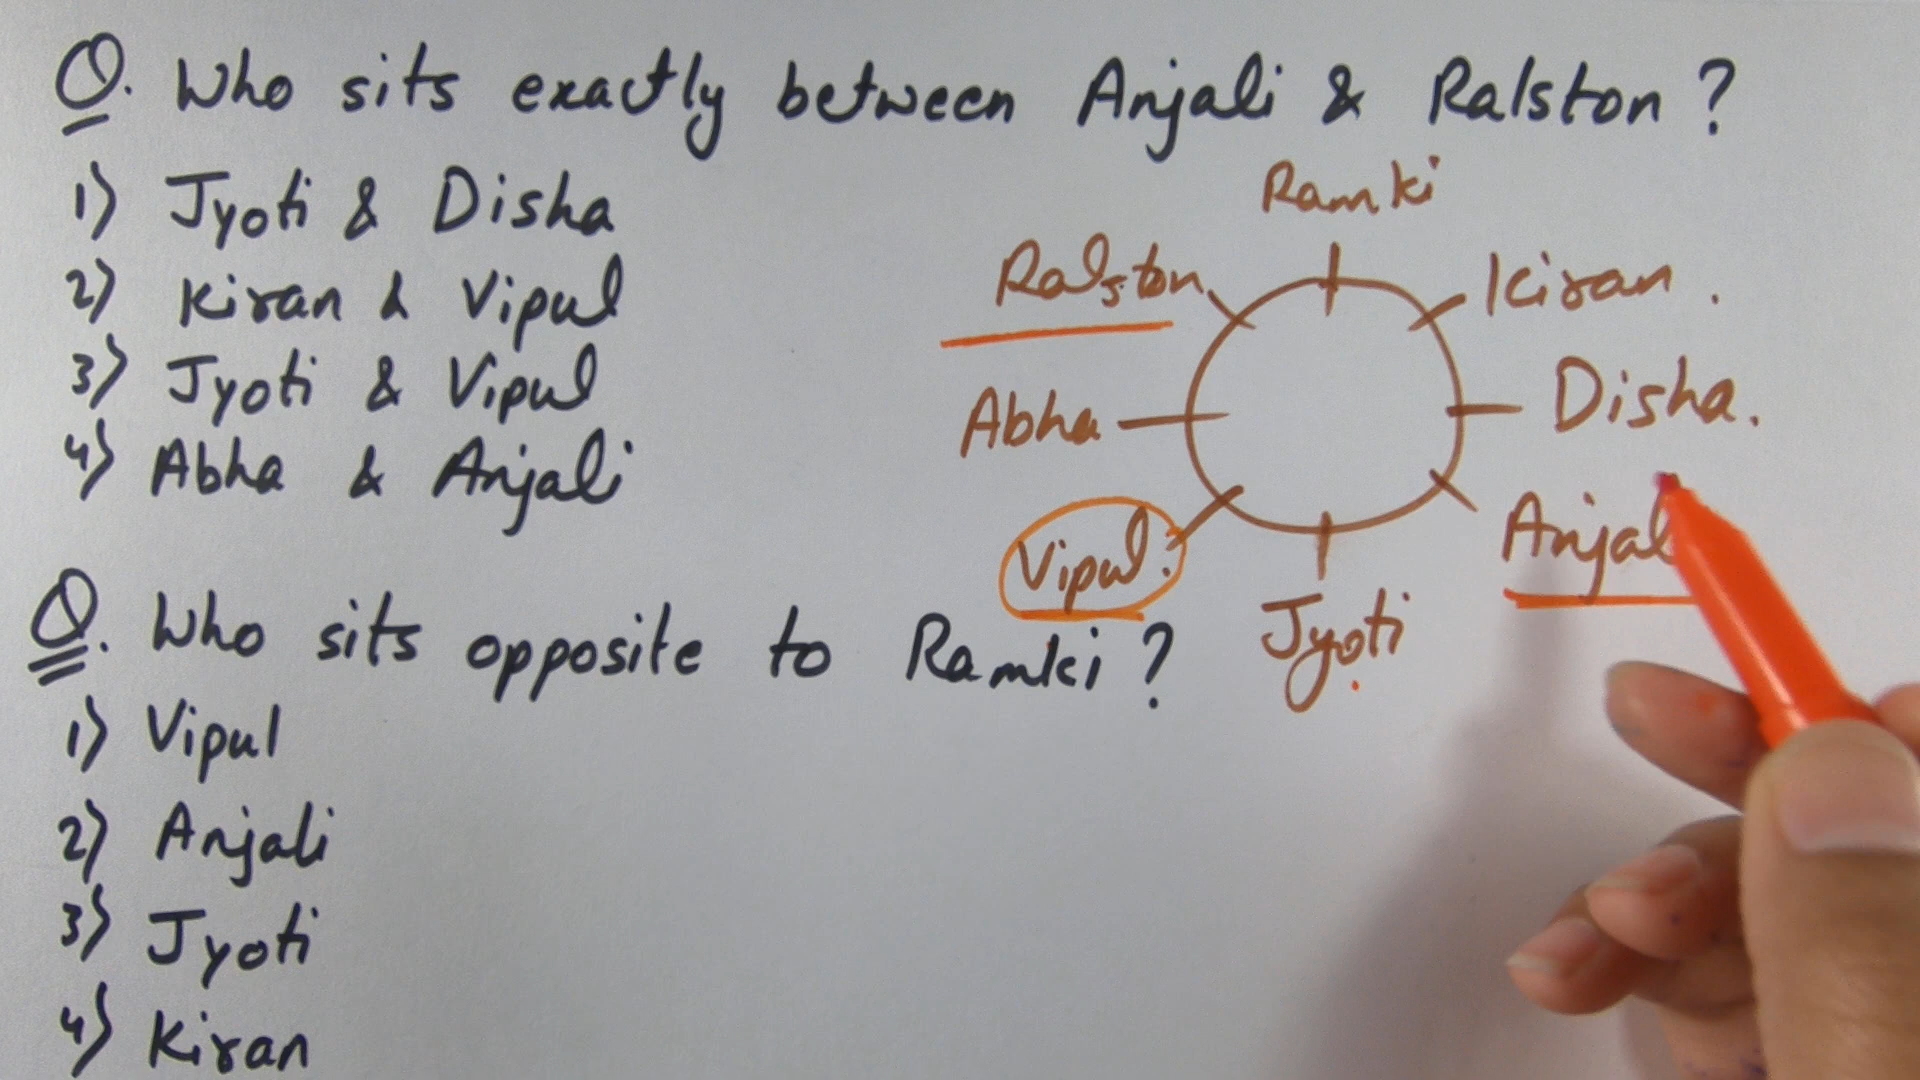 Q. Who sits exactly between Anjali & Ralston?
1) Jyoti & Disha
2) Kiran & Vipul
3) Jyoti & Vipul
4) Abha & Anjali
Ramki
Ralston
Kiran.
Abha
Disha.
Vipul.
Anjal
Jyoti
Q. Who sits opposite to Ramki?
1) Vipul
2) Anjali
3) Jyoti
4) Kiran